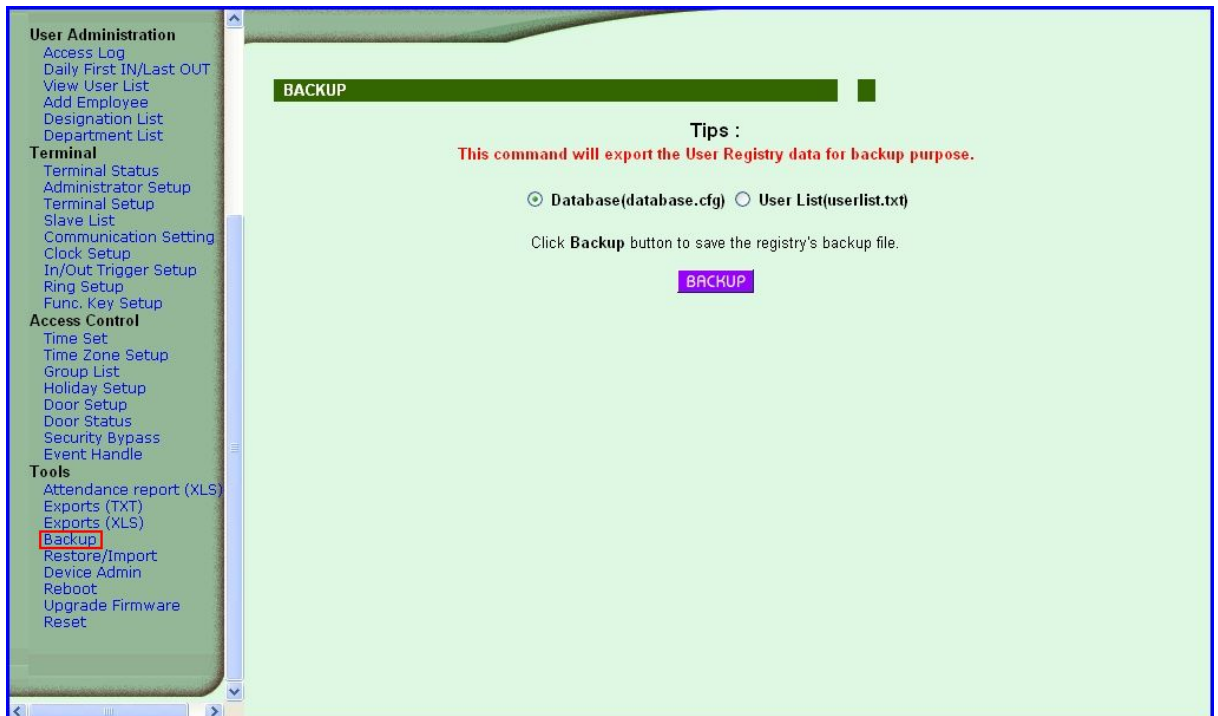 User Administration
Access Log
Daily First IN/Last OUT
View User List
Add Employee
Designation List
Department List
Terminal
Terminal Status
Administrator Setup
Terminal Setup
Slave List
Communication Setting
Clock Setup
In/Out Trigger Setup
Ring Setup
Func. Key Setup
Access Control
Time Set
Time Zone Setup
Group List
Holiday Setup
Door Setup
Door Status
Security Bypass
Event Handle
Tools
Attendance report (XLS)
Exports (TXT)
Exports (XLS)
Backup
Restore/Import
Device Admin
Reboot
Upgrade Firmware
Reset
BACKUP
Tips :
This command will export the User Registry data for backup purpose.
Database(database.cfg) User List(userlist.txt)
Click Backup button to save the registry's backup file.
BACKUP